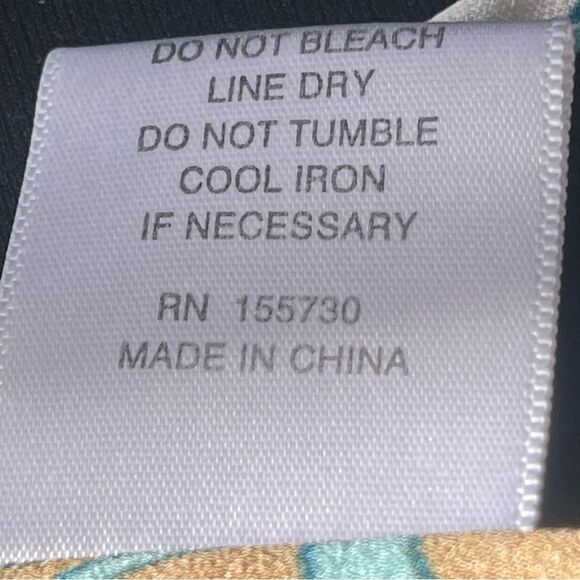 DO NOT BLEACH
LINE DRY
DO NOT TUMBLE
COOL IRON
IF NECESSARY
RN 155730
MADE IN CHINA